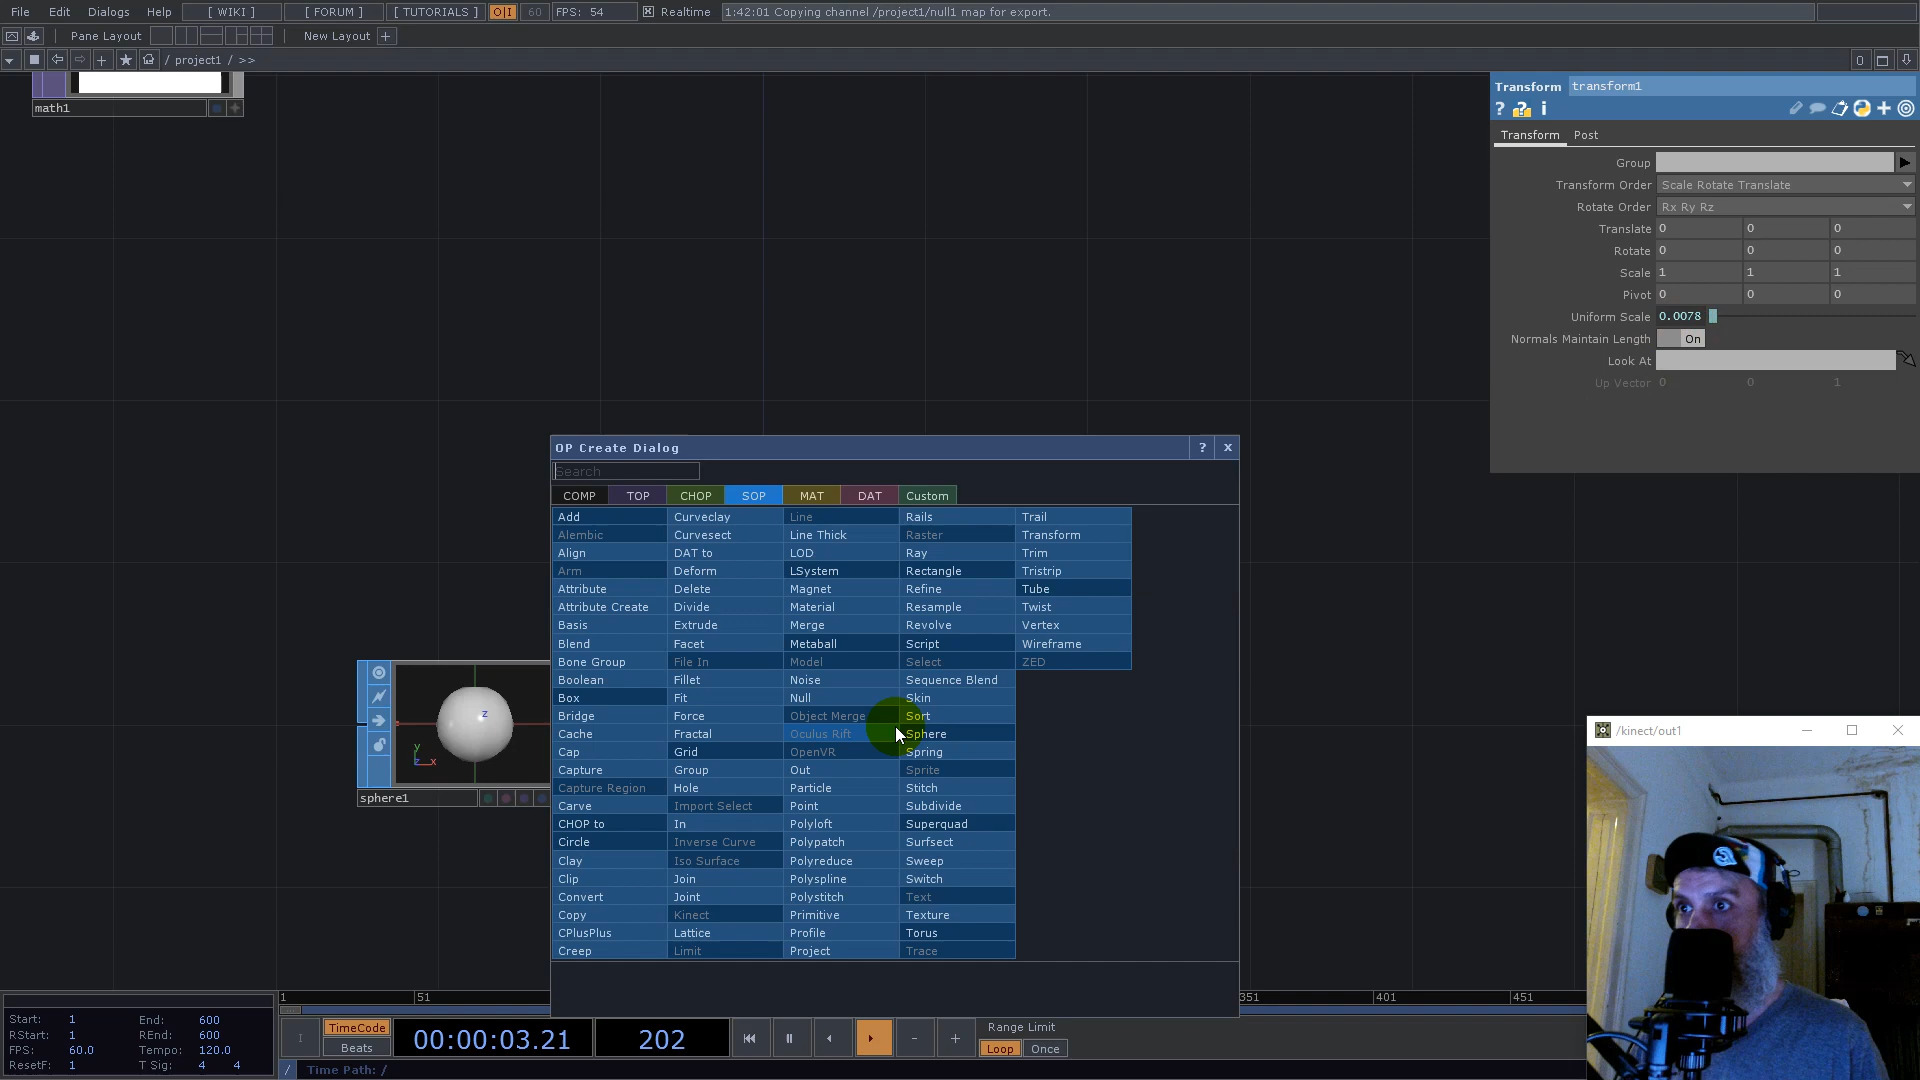 File Edit Dialogs Help [ WIKI ] [ FORUM ] [ TUTORIALS ] O|I 60 FPS: 54 Realtime 1:42:01 Copying channel /project1/null1 map for export.
Pane Layout New Layout +
/ project1 / >> 0
Transform transform1
math1
? i
Transform Post
Group
Transform Order Scale Rotate Translate
Rotate Order Rx Ry Rz
Translate 0 0 0
Rotate 0 0 0
Scale 1 1 1
Pivot 0 0 0
Uniform Scale 0.0078
Normals Maintain Length On
Look At
Up Vector 0 0 1
OP Create Dialog ? x
Search
COMP TOP CHOP SOP MAT DAT Custom
Add Curveclay Line Rails Trail
Alembic Curvesect Line Thick Raster Transform
Align DAT to LOD Ray Trim
Arm Deform LSystem Rectangle Tristrip
Attribute Delete Magnet Refine Tube
Attribute Create Divide Material Resample Twist
Basis Extrude Merge Revolve Vertex
Blend Facet Metaball Script Wireframe
Bone Group File In Model Select ZED
Boolean Fillet Noise Sequence Blend
Box Fit Null Skin
Bridge Force Object Merge Sort
Cache Fractal Oculus Rift Sphere
Cap Grid OpenVR Spring
Capture Group Out Sprite
Capture Region Hole Particle Stitch
Carve Import Select Point Subdivide
CHOP to In Polyloft Superquad
Circle Inverse Curve Polypatch Surfsect
Clay Iso Surface Polyreduce Sweep
Clip Join Polyspline Switch
Convert Joint Polystitch Text
Copy Kinect Primitive Texture
CPlusPlus Lattice Profile Torus
Creep Limit Project Trace
z
y
z x
sphere1
/kinect/out1
1 51 351 401 451
Start: 1 End: 600
RStart: 1 REnd: 600
FPS: 60.0 Tempo: 120.0
ResetF: 1 T Sig: 4 4
TimeCode
Beats
00:00:03.21 202
Range Limit
Loop Once
/ Time Path: /